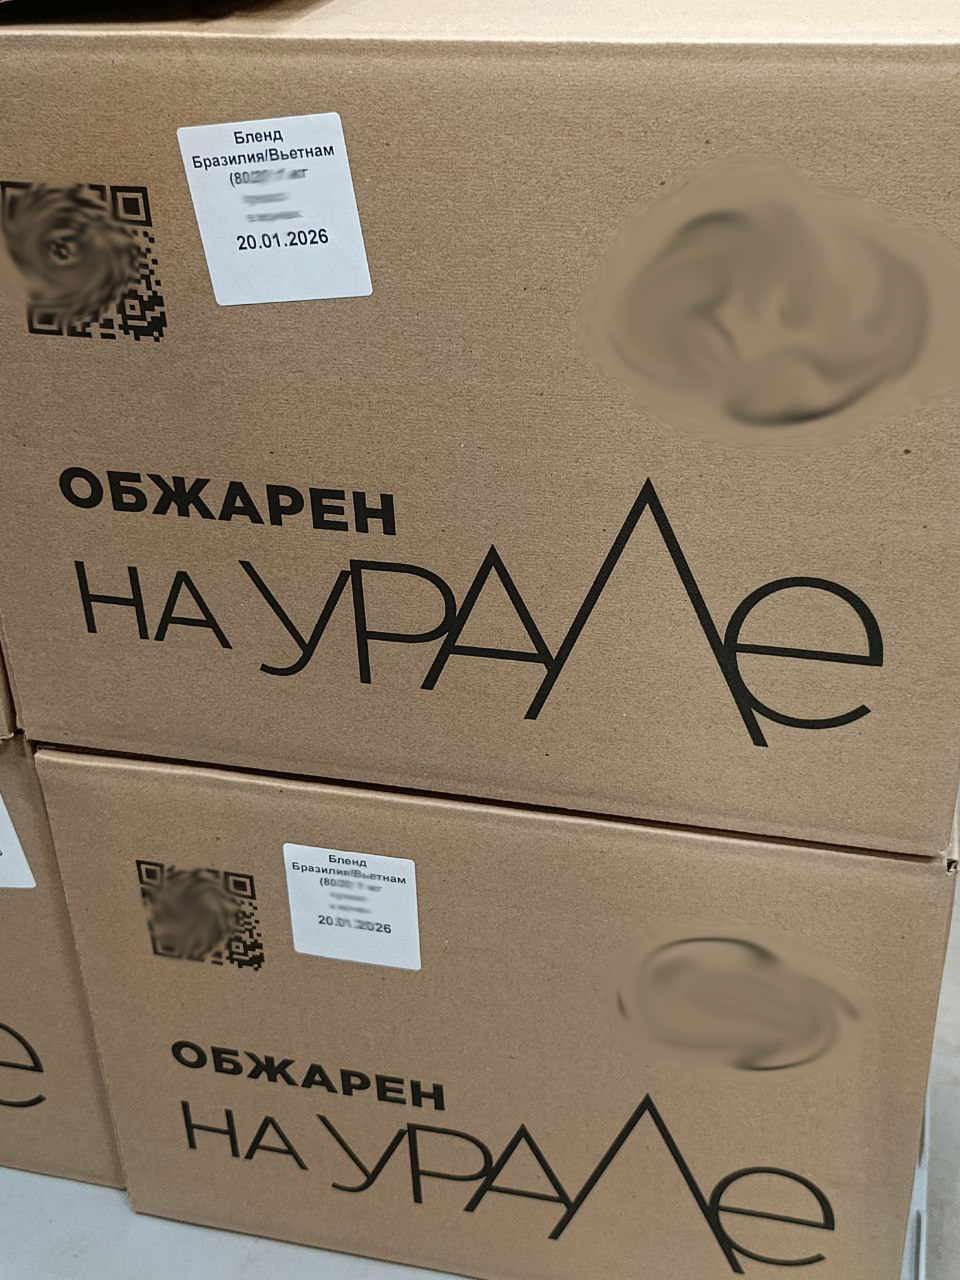 Бленд
Бразилия/Вьетнам
20.01.2026
ОБЖАРЕН
НА УРАЛе
Бленд
Бразилия/Вьетнам
20.01.2026
ОБЖАРЕН
НА УРАЛе
е